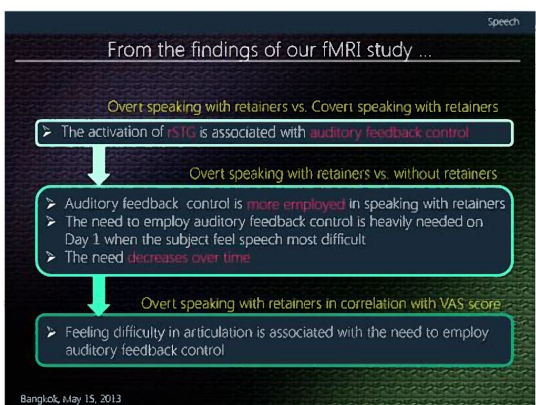 Speech
From the findings of our fMRI study ...
Overt speaking with retainers vs. Covert speaking with retainers
➢ The activation of rSTG is associated with auditory feedback control
Overt speaking with retainers vs. without retainers
➢ Auditory feedback control is more employed in speaking with retainers
➢ The need to employ auditory feedback control is heavily needed on
Day 1 when the subject feel speech most difficult
➢ The need decreases over time
Overt speaking with retainers in correlation with VAS score
➢ Feeling difficulty in articulation is associated with the need to employ
auditory feedback control
Bangkok, May 15, 2013